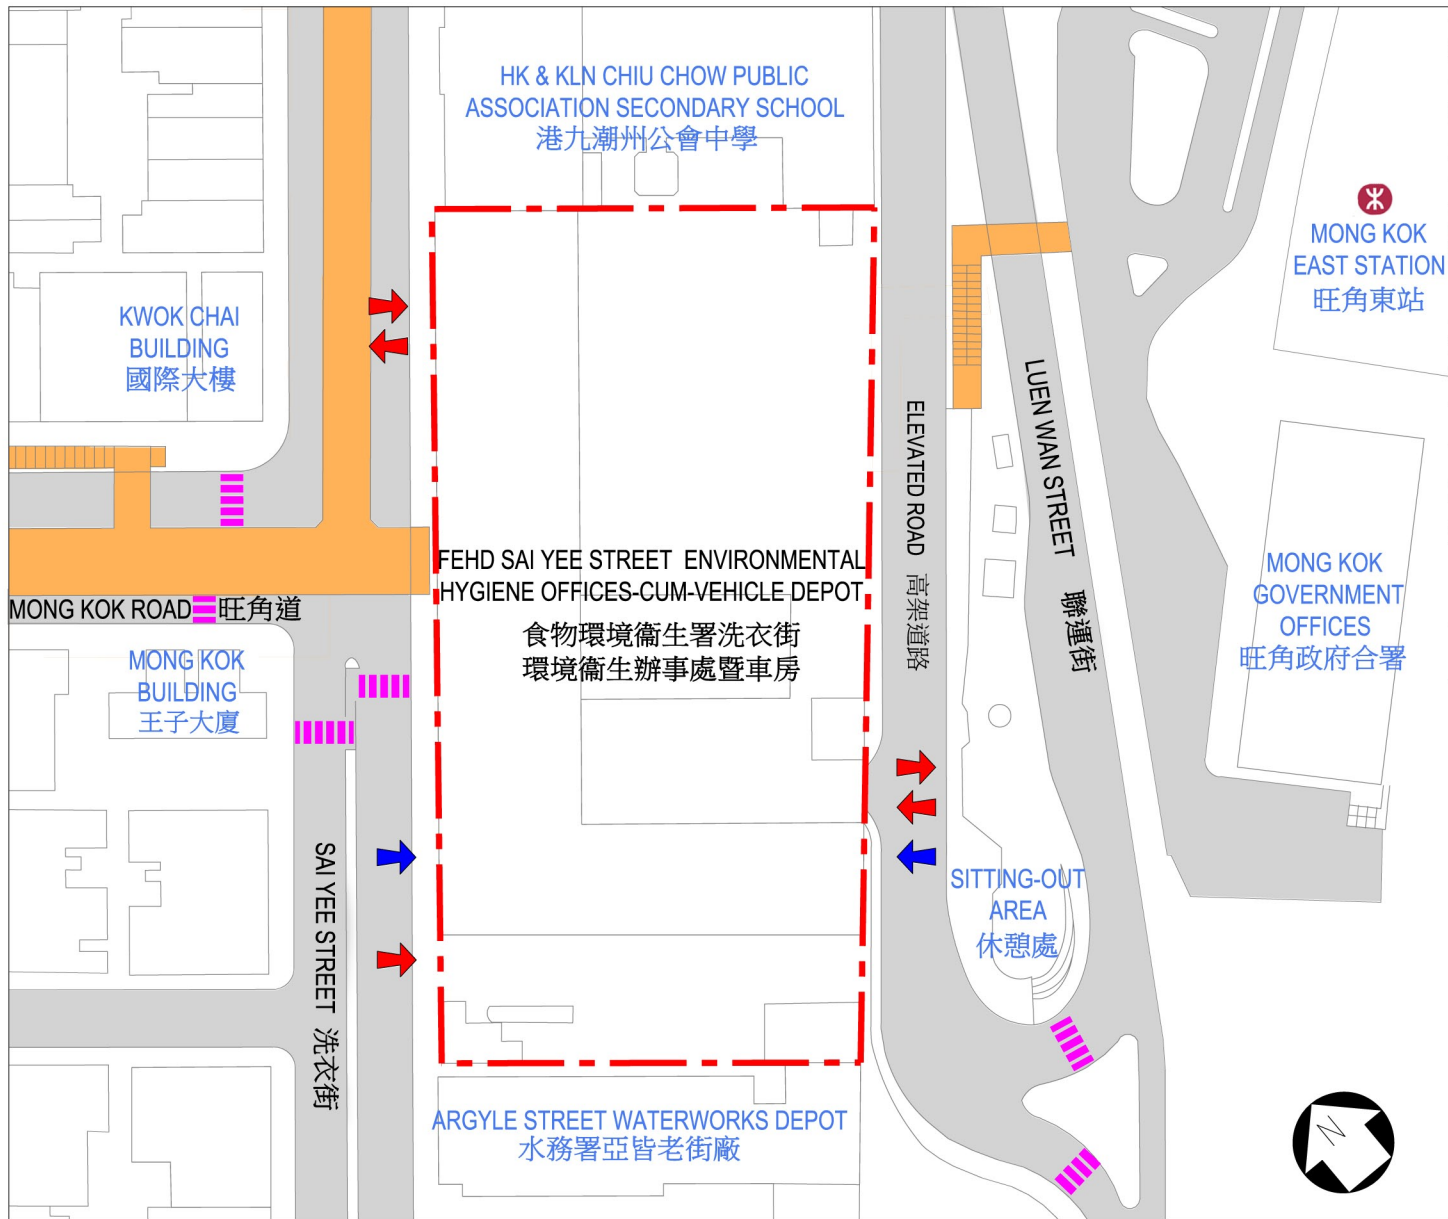 HK & KLN CHIU CHOW PUBLIC
ASSOCIATION SECONDARY SCHOOL
港九潮州公會中學
MONG KOK
EAST STATION
旺角東站
KWOK CHAI
BUILDING
國際大樓
LUEN WAN STREET 聯運街
ELEVATED ROAD 高架道路
FEHD SAI YEE STREET ENVIRONMENTAL
HYGIENE OFFICES-CUM-VEHICLE DEPOT
食物環境衞生署洗衣街
環境衞生辦事處暨車房
MONG KOK
GOVERNMENT
OFFICES
旺角政府合署
MONG KOK ROAD 旺角道
MONG KOK
BUILDING
王子大廈
SAI YEE STREET 洗衣街
SITTING-OUT
AREA
休憩處
ARGYLE STREET WATERWORKS DEPOT
水務署亞皆老街廠
N